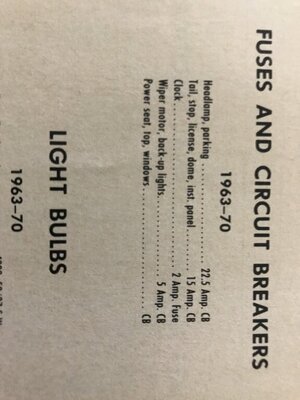 FUSES AND CIRCUIT BREAKERS
1963-70
Headlamp, parking . . . . . . . . . . . . . . . . 22.5 Amp. CB
Tail, stop, license, dome, inst. panel . . . . . 15 Amp. CB
Clock . . . . . . . . . . . . . . . . . . . . . . . . 2 Amp. Fuse
Wiper motor, back-up lights. . . . . . . . . . . . 5 Amp. CB
Power seat, top, windows . . . . . . . . . . . . . . . . CB
LIGHT BULBS
1963-70